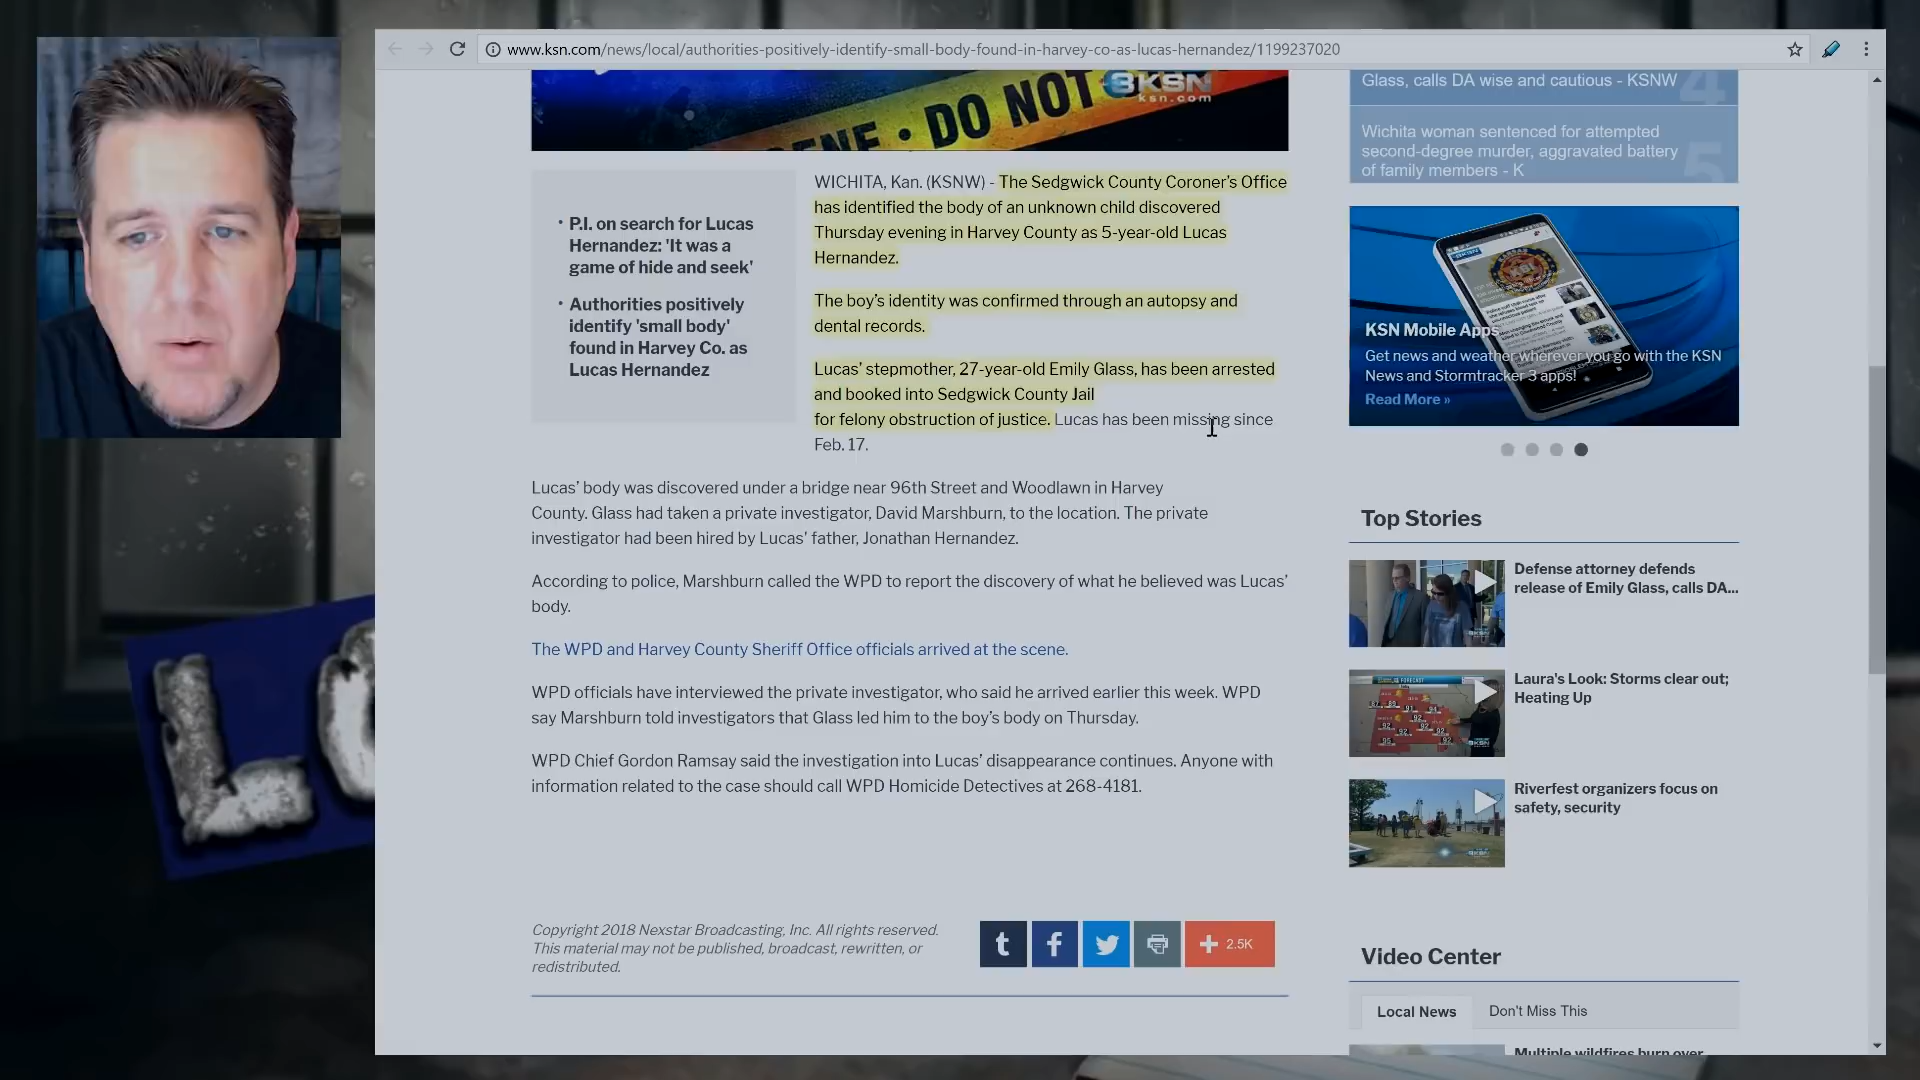 www.ksn.com/news/local/authorities-positively-identify-small-body-found-in-harvey-co-as-lucas-hernandez/1199237020
ENE • DO NOT
3KSN
ksn.com
• P.I. on search for Lucas
Hernandez: 'It was a
game of hide and seek'
• Authorities positively
identify 'small body'
found in Harvey Co. as
Lucas Hernandez
WICHITA, Kan. (KSNW) - The Sedgwick County Coroner's Office
has identified the body of an unknown child discovered
Thursday evening in Harvey County as 5-year-old Lucas
Hernandez.
The boy's identity was confirmed through an autopsy and
dental records.
Lucas' stepmother, 27-year-old Emily Glass, has been arrested
and booked into Sedgwick County Jail
for felony obstruction of justice. Lucas has been missing since
Feb. 17.
Lucas' body was discovered under a bridge near 96th Street and Woodlawn in Harvey
County. Glass had taken a private investigator, David Marshburn, to the location. The private
investigator had been hired by Lucas' father, Jonathan Hernandez.
According to police, Marshburn called the WPD to report the discovery of what he believed was Lucas'
body.
The WPD and Harvey County Sheriff Office officials arrived at the scene.
WPD officials have interviewed the private investigator, who said he arrived earlier this week. WPD
say Marshburn told investigators that Glass led him to the boy's body on Thursday.
WPD Chief Gordon Ramsay said the investigation into Lucas' disappearance continues. Anyone with
information related to the case should call WPD Homicide Detectives at 268-4181.
Copyright 2018 Nexstar Broadcasting, Inc. All rights reserved.
This material may not be published, broadcast, rewritten, or
redistributed.
2.5K
Glass, calls DA wise and cautious - KSNW
4
Wichita woman sentenced for attempted
second-degree murder, aggravated battery
of family members - K
5
KSN Mobile Apps
Get news and weather wherever you go with the KSN
News and Stormtracker 3 apps!
Read More »
Top Stories
Defense attorney defends
release of Emily Glass, calls DA...
Laura's Look: Storms clear out;
Heating Up
Riverfest organizers focus on
safety, security
Video Center
Local News
Don't Miss This
Multiple wildfires burn over